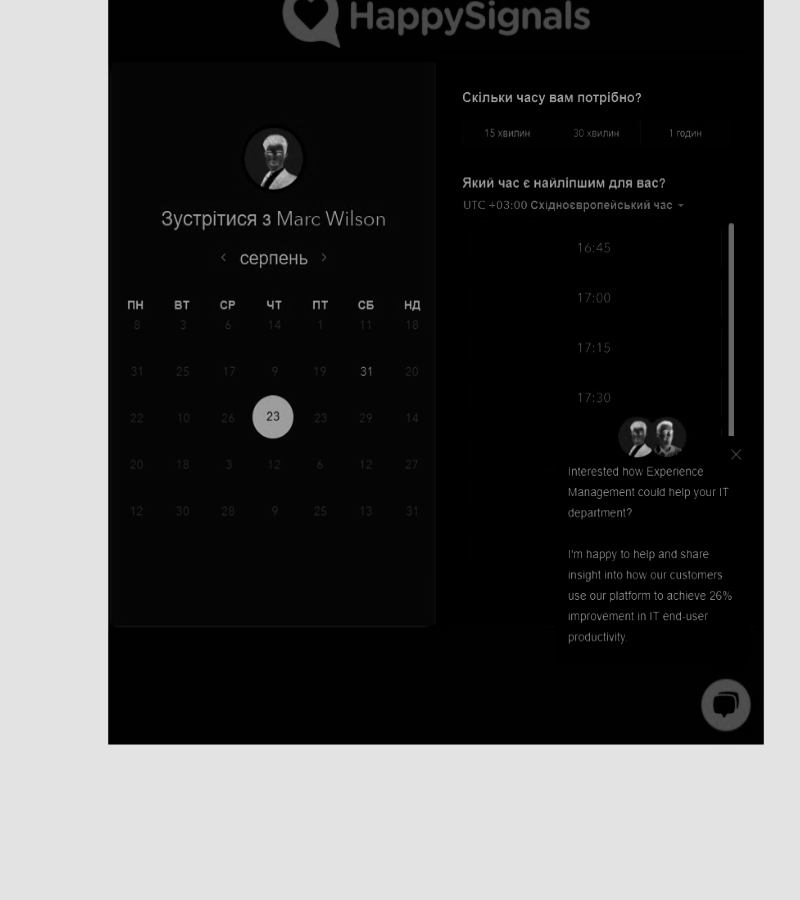 HappySignals
Зустрітися з Marc Wilson
серпень
ПН ВТ СР ЧТ ПТ СБ НД
8 3 6 14 1 11 18
31 25 17 9 19 31 20
22 10 26 23 23 29 14
20 18 3 12 6 12 27
12 30 28 9 25 13 31
Скільки часу вам потрібно?
15 хвилин 30 хвилин 1 годин
Який час є найліпшим для вас?
UTC +03:00 Східноєвропейський час
16:45
17:00
17:15
17:30
Interested how Experience
Management could help your IT
department?
I'm happy to help and share
insight into how our customers
use our platform to achieve 26%
improvement in IT end-user
productivity.